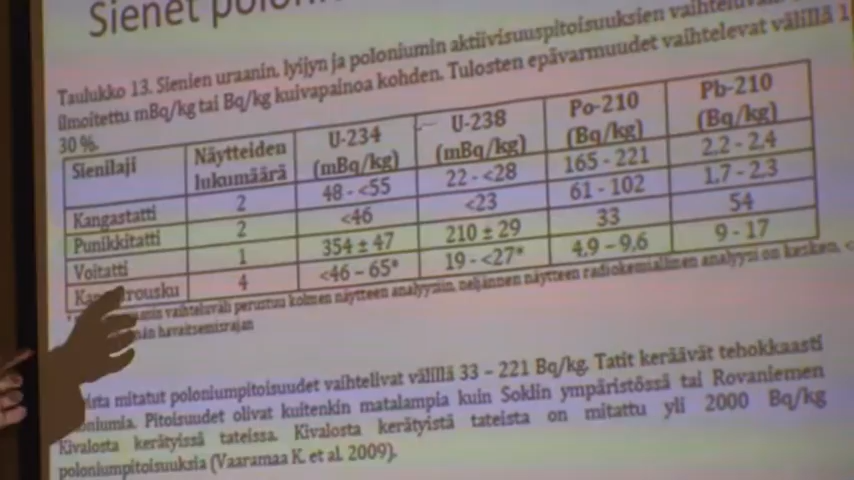 Sienet
Taulukko 13. Sienien uraanin, lyijyn ja poloniumin aktiivisuuspitoisuuksien
ilmoitettu mBq/kg tai Bq/kg kuivapainoa kohden. Tulosten epävarmuudet vaihtelevat välillä 1
30 %.
Sienilaji Näytteiden lukumäärä U-234 (mBq/kg) U-238 (mBq/kg) Po-210 (Bq/kg) Pb-210 (Bq/kg)
Kangastatti 2 48 - <55 22 - <28 165 - 221 2,2 - 2,4
Punikkitatti 2 <46 <23 61 - 102 1,7 - 2,3
Voitatti 1 354 ± 47 210 ± 29 33 54
rousku 4 <46 - 65* 19 - <27* 4,9 - 9,6 9 - 17
vaihteluväli perustuu kolmen näytteen analyysiin, neljännen näytteen radiokemiallinen analyysi on kesken, <
havaitsemisrajan
mitatut poloniumpitoisuudet vaihtelivat välillä 33 – 221 Bq/kg. Tatit keräävät tehokkaasti
Pitoisuudet olivat kuitenkin matalampia kuin Soklin ympäristössä tai Rovaniemen
Kivalosta kerätyissä tateissa. Kivalosta kerätyistä tateista on mitattu yli 2000 Bq/kg
poloniumpitoisuuksia (Vaaramaa K. et al. 2009).